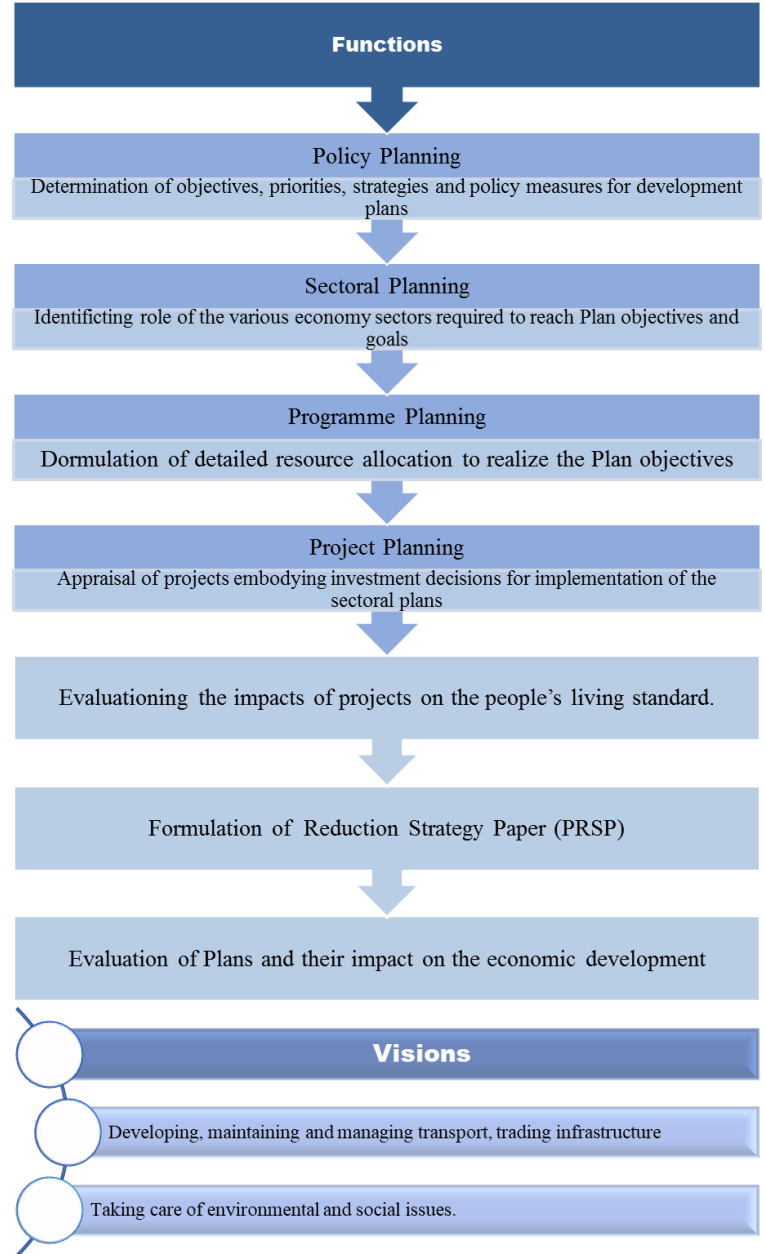 Functions
Policy Planning
Determination of objectives, priorities, strategies and policy measures for development
plans
Sectoral Planning
Identificting role of the various economy sectors required to reach Plan objectives and
goals
Programme Planning
Dormulation of detailed resource allocation to realize the Plan objectives
Project Planning
Appraisal of projects embodying investment decisions for implementation of the
sectoral plans
Evaluationing the impacts of projects on the people’s living standard.
Formulation of Reduction Strategy Paper (PRSP)
Evaluation of Plans and their impact on the economic development
Visions
Developing, maintaining and managing transport, trading infrastructure
Taking care of environmental and social issues.